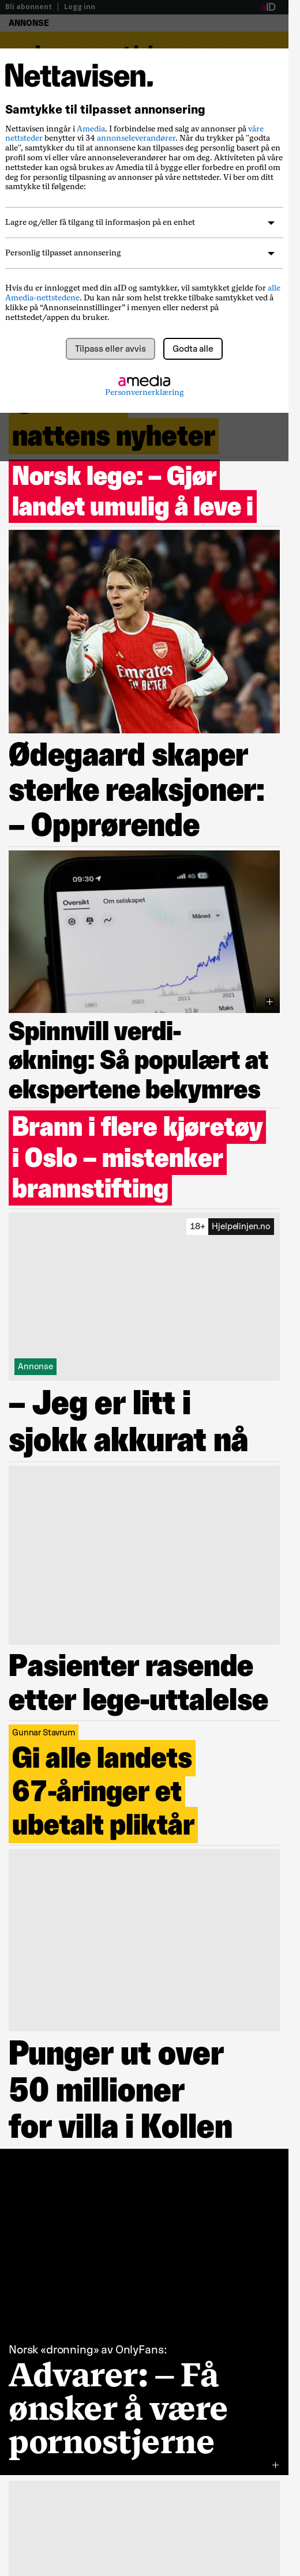 Bli abonnent | Logg inn
aID
ANNONSE
Nettavisen.
Samtykke til tilpasset annonsering
Nettavisen inngår i Amedia. I forbindelse med salg av annonser på våre
nettsteder benytter vi 34 annonseleverandører. Når du trykker på "godta
alle", samtykker du til at annonsene kan tilpasses deg personlig basert på en
profil som vi eller våre annonseleverandører har om deg. Aktiviteten på våre
nettsteder kan også brukes av Amedia til å bygge eller forbedre en profil om
deg for personlig tilpasning av annonser på våre nettsteder. Vi ber om ditt
samtykke til følgende:
Lagre og/eller få tilgang til informasjon på en enhet
Personlig tilpasset annonsering
Hvis du er innlogget med din aID og samtykker, vil samtykket gjelde for alle
Amedia-nettstedene. Du kan når som helst trekke tilbake samtykket ved å
klikke på “Annonseinnstillinger” i menyen eller nederst på
nettstedet/appen du bruker.
Tilpass eller avvis
Godta alle
amedia
Personvernerklæring
nattens nyheter
Norsk lege: – Gjør
landet umulig å leve i
Ødegaard skaper
sterke reaksjoner:
– Opprørende
09:30
4G
Oversikt
Om selskapet
Måned
1981
2001
2011
2021
10 år
Maks
Spinnvill verdi-
økning: Så populært at
ekspertene bekymres
Brann i flere kjøretøy
i Oslo – mistenker
brannstifting
18+ Hjelpelinjen.no
Annonse
– Jeg er litt i
sjokk akkurat nå
Pasienter rasende
etter lege-uttalelse
Gunnar Stavrum
Gi alle landets
67-åringer et
ubetalt pliktår
Punger ut over
50 millioner
for villa i Kollen
Norsk «dronning» av OnlyFans:
Advarer: – Få
ønsker å være
pornostjerne